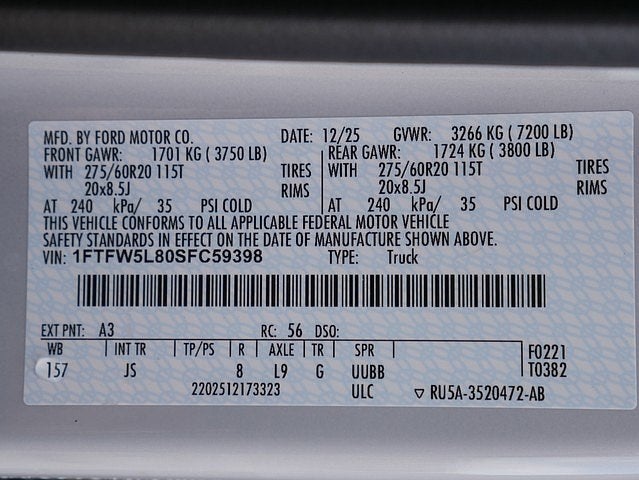 MFD. BY FORD MOTOR CO. DATE: 12/25 GVWR: 3266 KG ( 7200 LB)
FRONT GAWR: 1701 KG ( 3750 LB) REAR GAWR: 1724 KG ( 3800 LB)
WITH 275/60R20 115T TIRES WITH 275/60R20 115T TIRES
20x8.5J RIMS 20x8.5J RIMS
AT 240 kPa/ 35 PSI COLD AT 240 kPa/ 35 PSI COLD
THIS VEHICLE CONFORMS TO ALL APPLICABLE FEDERAL MOTOR VEHICLE
SAFETY STANDARDS IN EFFECT ON THE DATE OF MANUFACTURE SHOWN ABOVE.
VIN: 1FTFW5L80SFC59398 TYPE: Truck
EXT PNT: A3 RC: 56 DSO:
WB INT TR TP/PS R AXLE TR SPR F0221
157 JS 8 L9 G UUBB T0382
2202512173323 ULC ▽ RU5A-3520472-AB